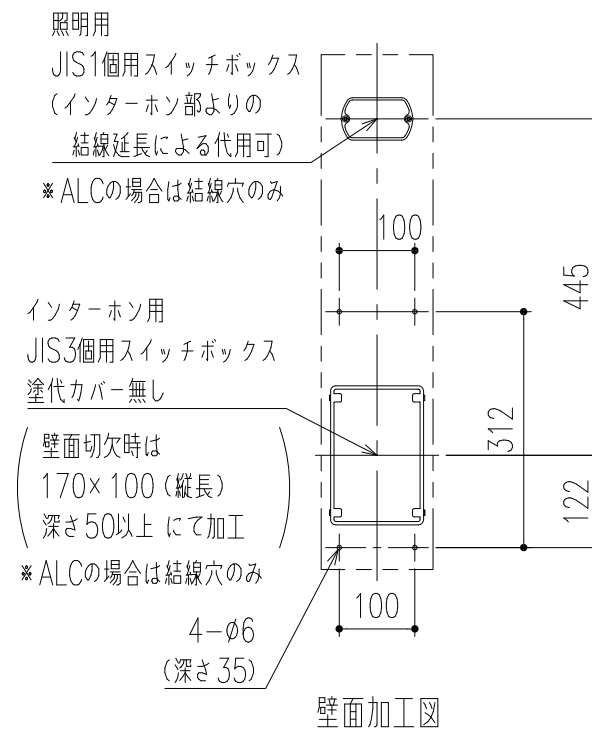 照明用
JIS1個用スイッチボックス
(インターホン部よりの
結線延長による代用可)
※ALCの場合は結線穴のみ
100
445
インターホン用
JIS3個用スイッチボックス
塗代カバー無し
312
壁面切欠時は
170×100(縦長)
深さ50以上 にて加工
122
※ALCの場合は結線穴のみ
100
4-φ6
(深さ35)
壁面加工図